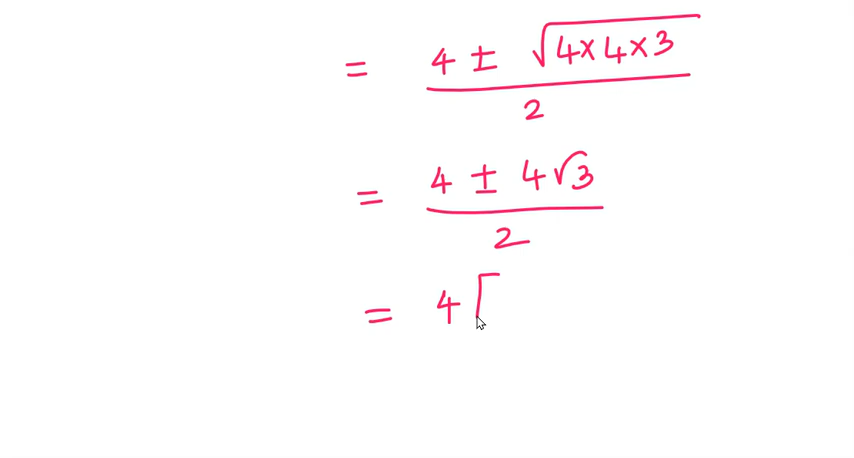 = (4 ± √(4×4×3)) / 2
= (4 ± 4√3) / 2
= 4 [